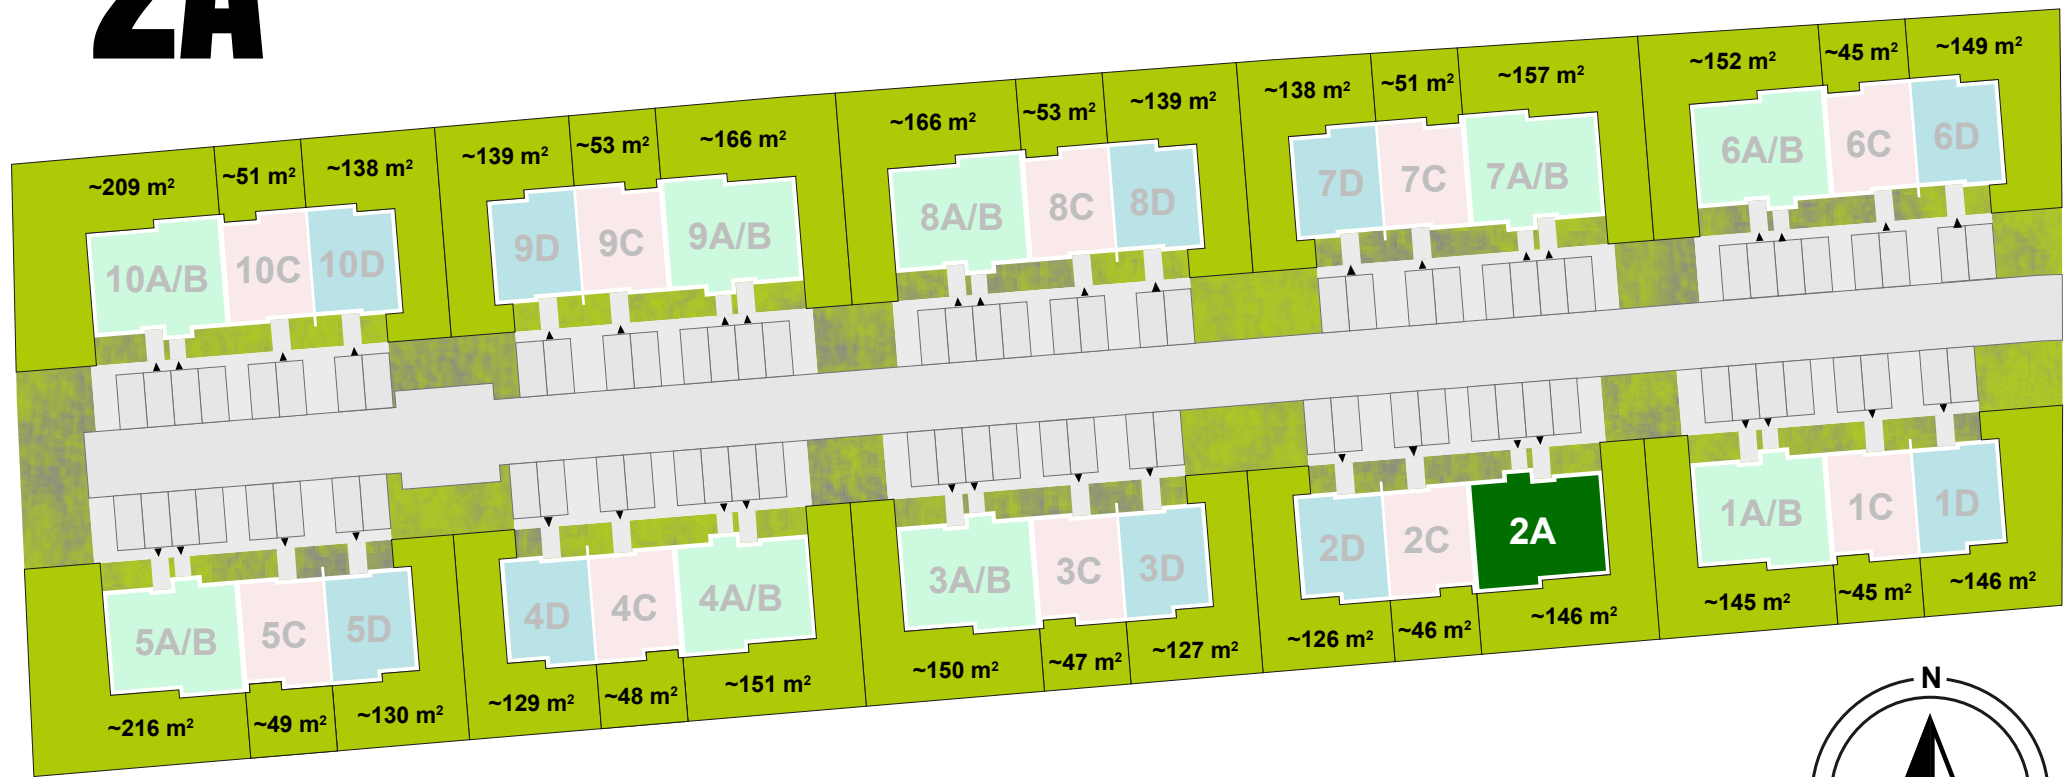 2A
~209 m²
~51 m²
~138 m²
~139 m²
~53 m²
~166 m²
~166 m²
~53 m²
~139 m²
~138 m²
~51 m²
~157 m²
~152 m²
~45 m²
~149 m²
10A/B
10C
10D
9D
9C
9A/B
8A/B
8C
8D
7D
7C
7A/B
6A/B
6C
6D
5A/B
5C
5D
4D
4C
4A/B
3A/B
3C
3D
2D
2C
2A
1A/B
1C
1D
~216 m²
~49 m²
~130 m²
~129 m²
~48 m²
~151 m²
~150 m²
~47 m²
~127 m²
~126 m²
~46 m²
~146 m²
~145 m²
~45 m²
~146 m²
N